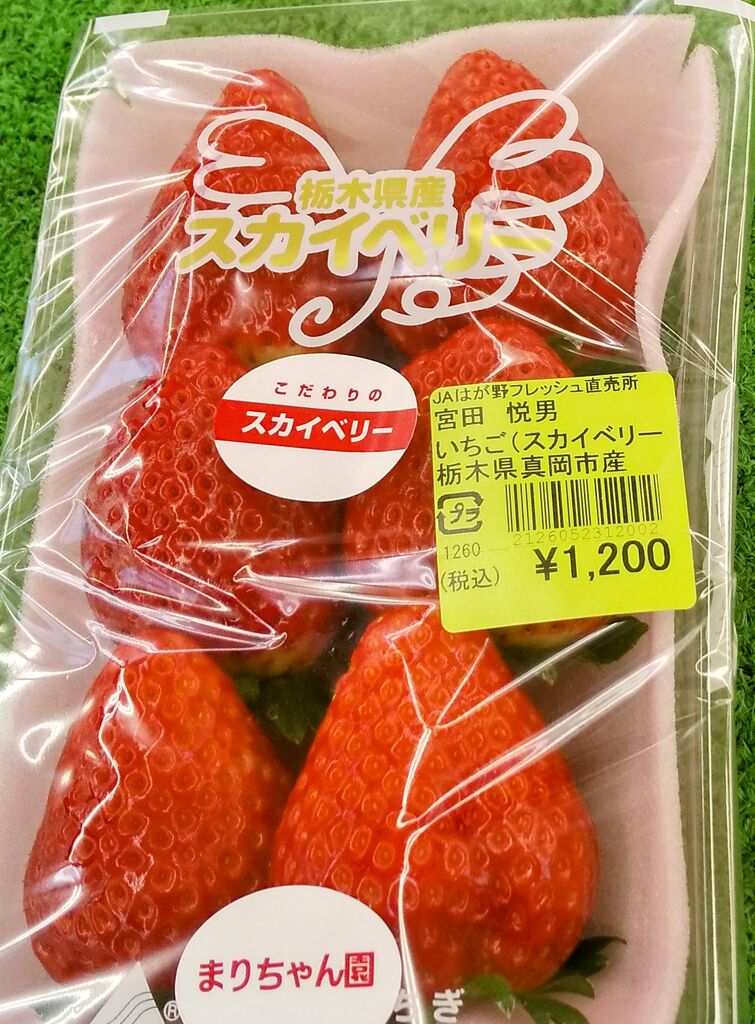 栃木県産
スカイベリー
こだわりの
スカイベリー
JAはが野フレッシュ直売所
宮田 悦男
いちご(スカイベリー
栃木県真岡市産
プラ
2126052312002
1260
(税込)
¥1,200
まりちゃん園
®
ぎ